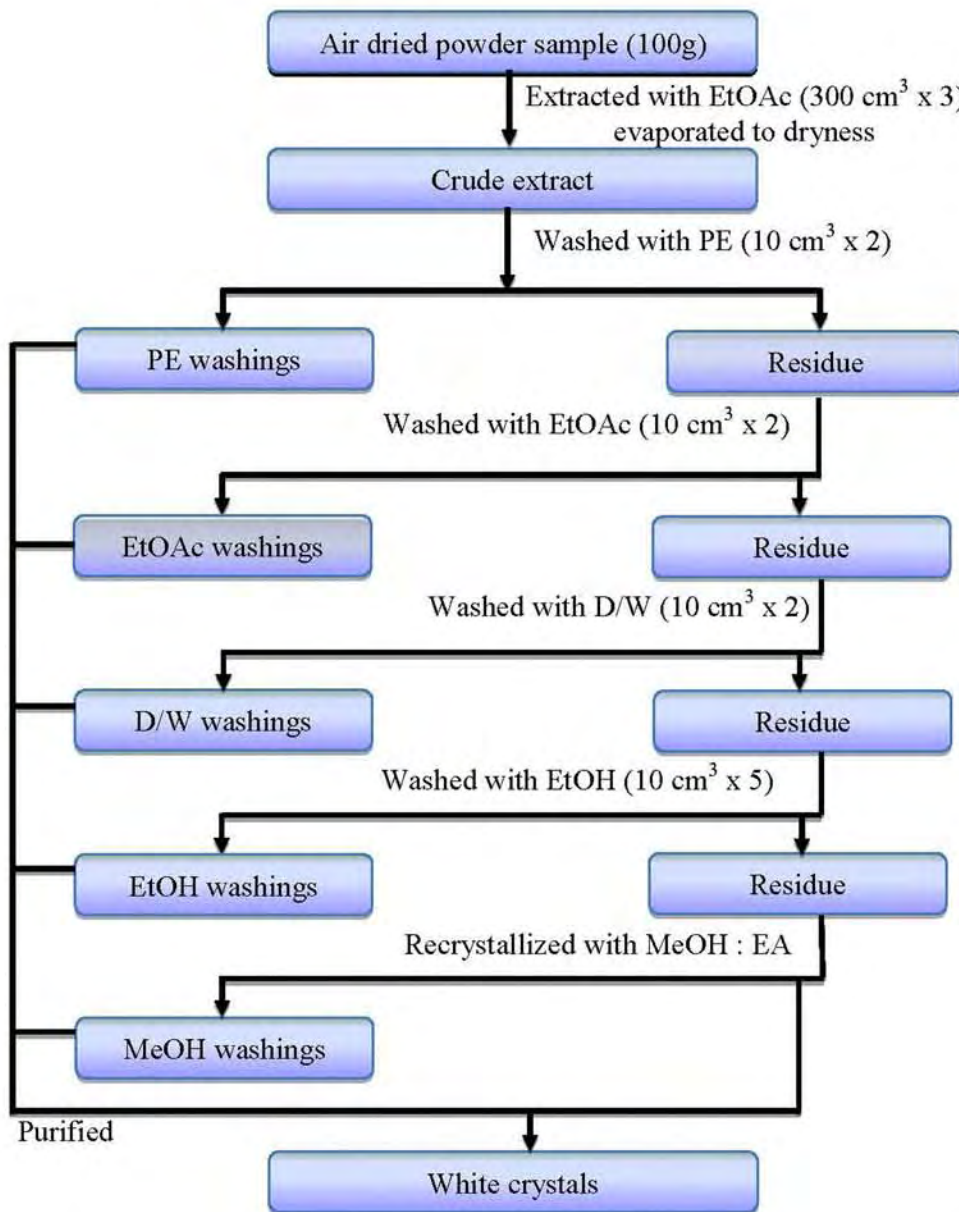 Air dried powder sample (100g)
Extracted with EtOAc (300 cm³ x 3)
evaporated to dryness
Crude extract
Washed with PE (10 cm³ x 2)
PE washings
Residue
Washed with EtOAc (10 cm³ x 2)
EtOAc washings
Residue
Washed with D/W (10 cm³ x 2)
D/W washings
Residue
Washed with EtOH (10 cm³ x 5)
EtOH washings
Residue
Recrystallized with MeOH : EA
MeOH washings
Purified
White crystals